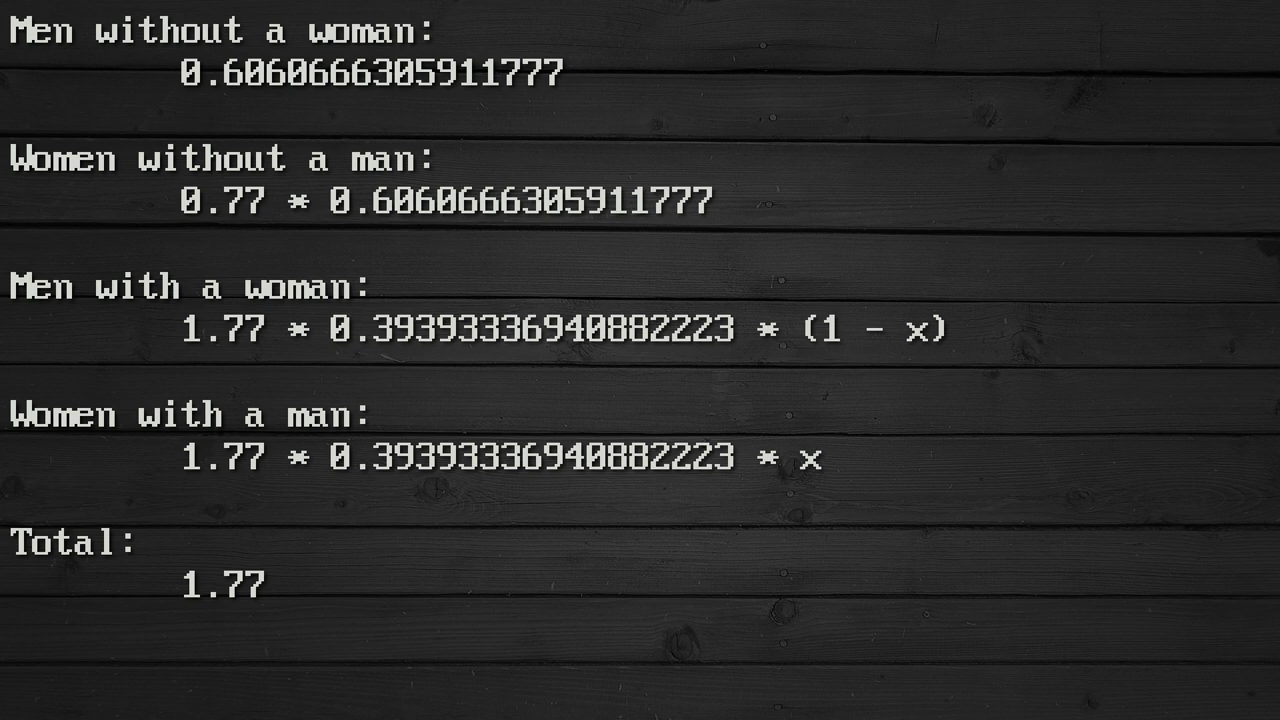 Men without a woman:
0.6060666305911777
Women without a man:
0.77 * 0.6060666305911777
Men with a woman:
1.77 * 0.39393336940882223 * (1 - x)
Women with a man:
1.77 * 0.39393336940882223 * x
Total:
1.77